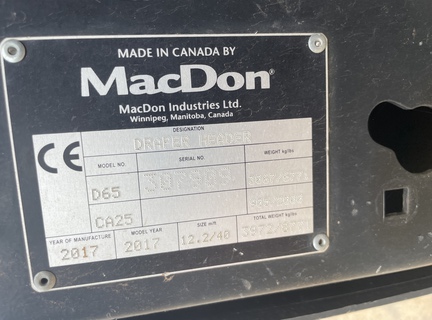 MADE IN CANADA BY
MacDon®
MacDon Industries Ltd.
Winnipeg, Manitoba, Canada
CE
DESIGNATION
DRAPER HEADER
MODEL NO.
SERIAL NO.
WEIGHT kg/lbs
D65
CA25
YEAR OF MANUFACTURE
MODEL YEAR
SIZE m/ft.
TOTAL WEIGHT kg/lbs
2017
2017
12.2/40